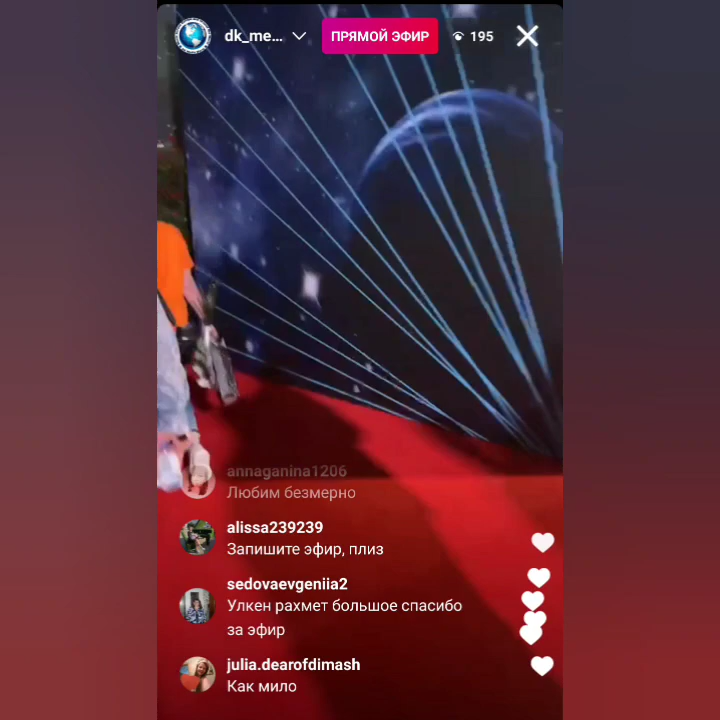 dk_me...
ПРЯМОЙ ЭФИР
195
annaganina1206
Любим безмерно
alissa239239
Запишите эфир, плиз
sedovaevgeniia2
Улкен рахмет большое спасибо
за эфир
julia.dearofdimash
Как мило